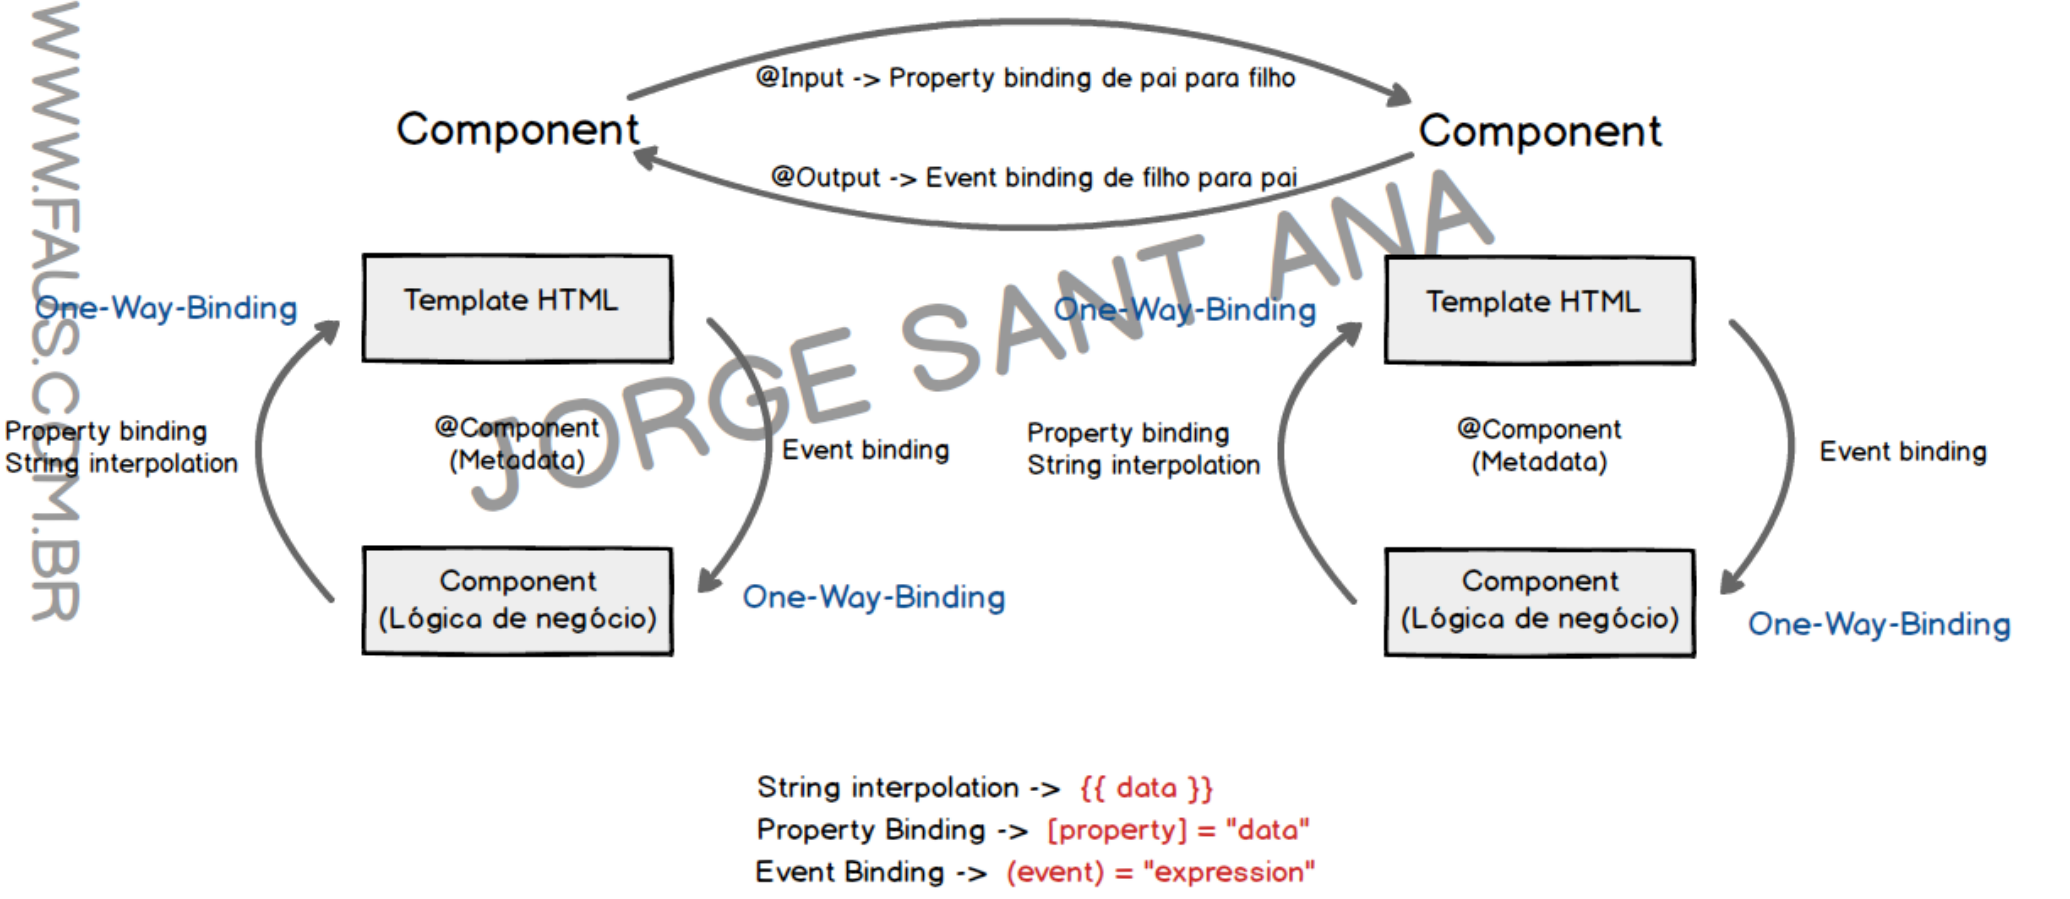 WWW.FAUS.COM.BR
@Input -> Property binding de pai para filho
Component
Component
@Output -> Event binding de filho para pai
JORGE SANT ANA
One-Way-Binding
Template HTML
One-Way-Binding
Template HTML
Property binding
String interpolation
@Component
(Metadata)
Event binding
Property binding
String interpolation
@Component
(Metadata)
Event binding
Component
(Lógica de negócio)
One-Way-Binding
Component
(Lógica de negócio)
One-Way-Binding
String interpolation -> {{ data }}
Property Binding -> [property] = "data"
Event Binding -> (event) = "expression"